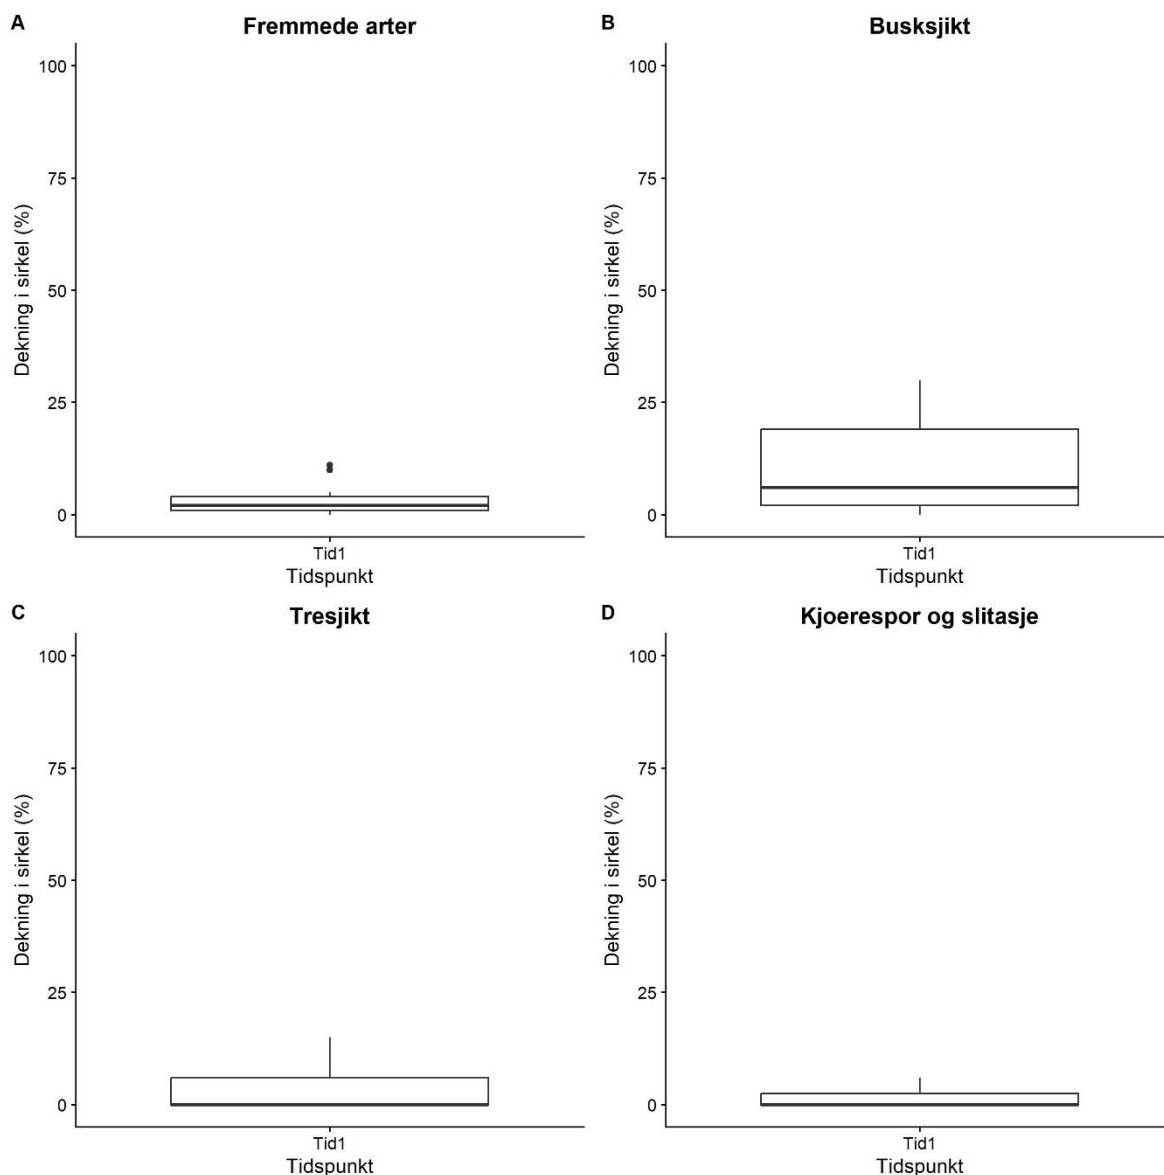 A
Fremmede arter
100
75
50
25
0
Dekning i sirkel (%)
Tid1
Tidspunkt
B
Busksjikt
100
75
50
25
0
Dekning i sirkel (%)
Tid1
Tidspunkt
C
Tresjikt
100
75
50
25
0
Dekning i sirkel (%)
Tid1
Tidspunkt
D
Kjoerespor og slitasje
100
75
50
25
0
Dekning i sirkel (%)
Tid1
Tidspunkt